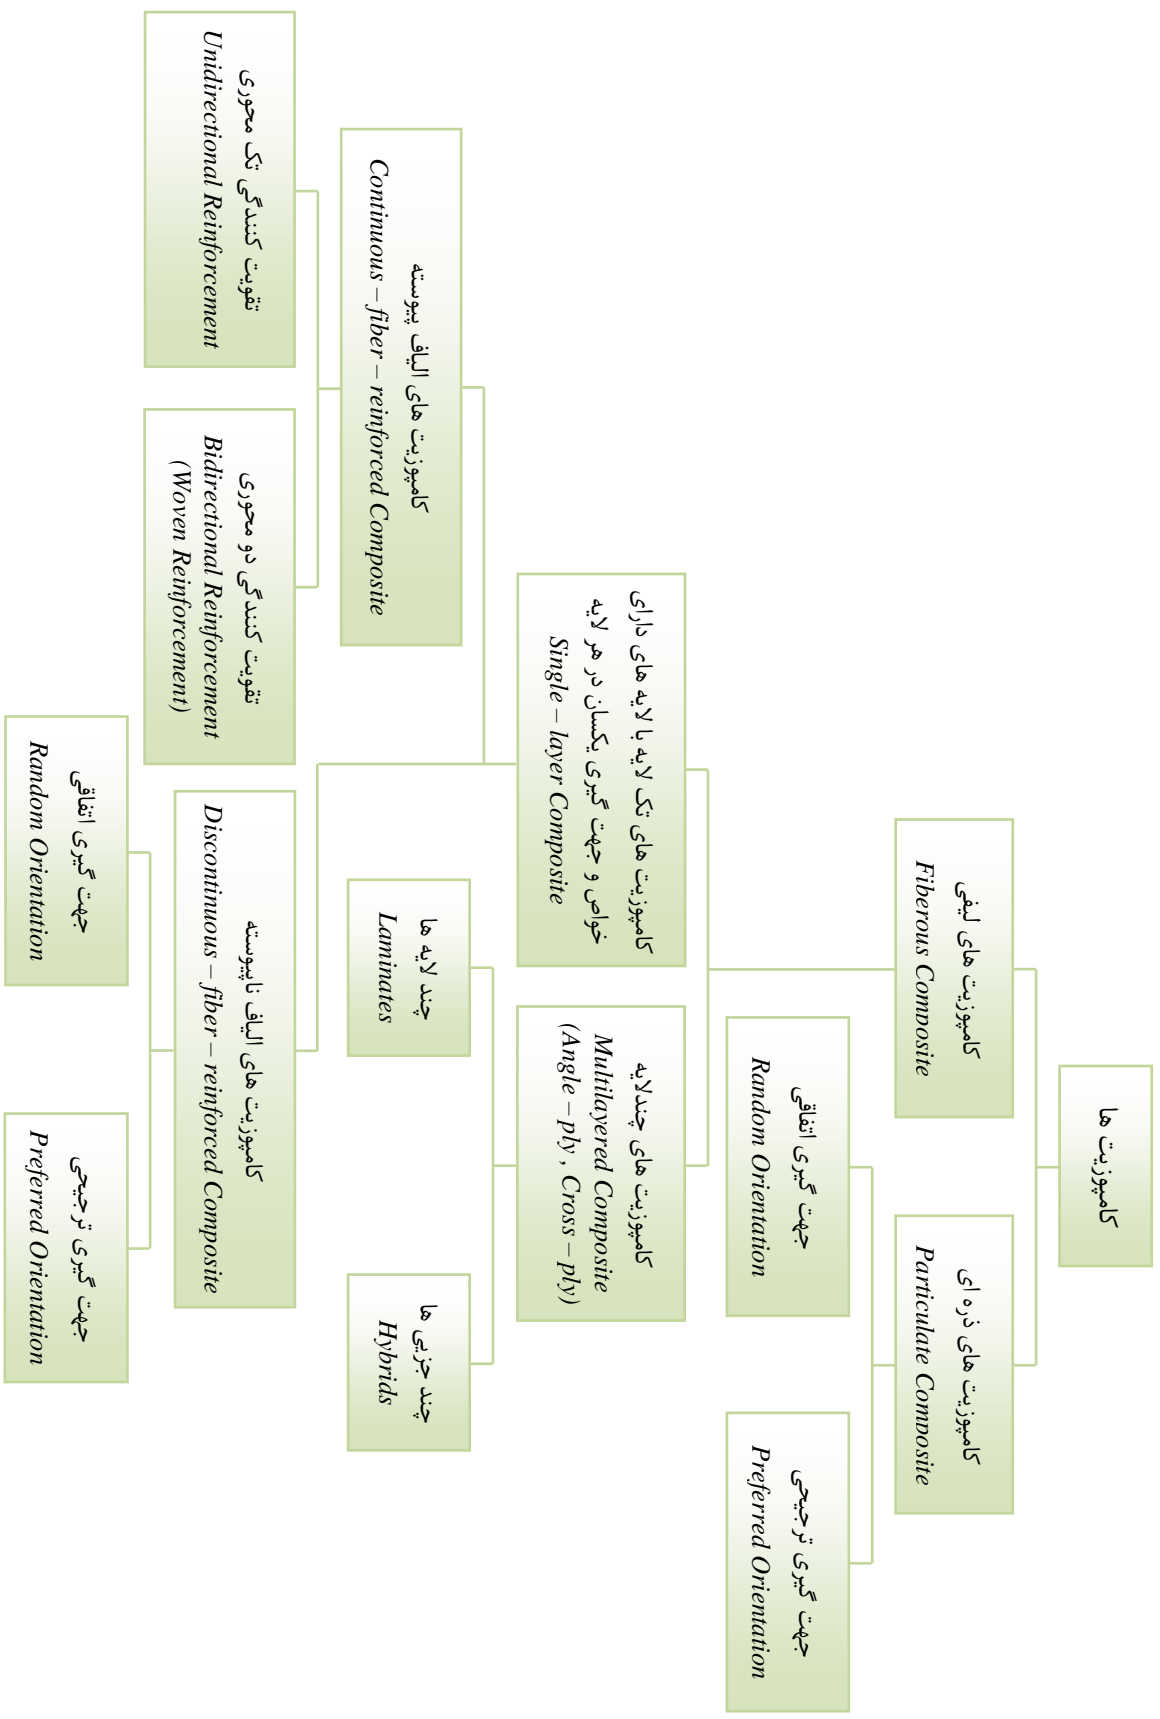 کامپوزیت ها
کامپوزیت های لیفی
Fiberous Composite
کامپوزیت های ذره ای
Particulate Composite
جهت گیری اتفاقی
Random Orientation
جهت گیری ترجیحی
Preferred Orientation
کامپوزیت های تک لایه با لایه های دارای
خواص و جهت گیری یکسان در هر لایه
Single – layer Composite
کامپوزیت های چندلایه
Multilayered Composite
(Angle – ply , Cross – ply)
کامپوزیت های الیاف پیوسته
Continuous – fiber – reinforced Composite
چند لایه ها
Laminates
چند جزیی ها
Hybrids
تقویت کنندگی تک محوری
Unidirectional Reinforcement
تقویت کنندگی دو محوری
Bidirectional Reinforcement
(Woven Reinforcement)
کامپوزیت های الیاف ناپیوسته
Discontinuous – fiber – reinforced Composite
جهت گیری اتفاقی
Random Orientation
جهت گیری ترجیحی
Preferred Orientation